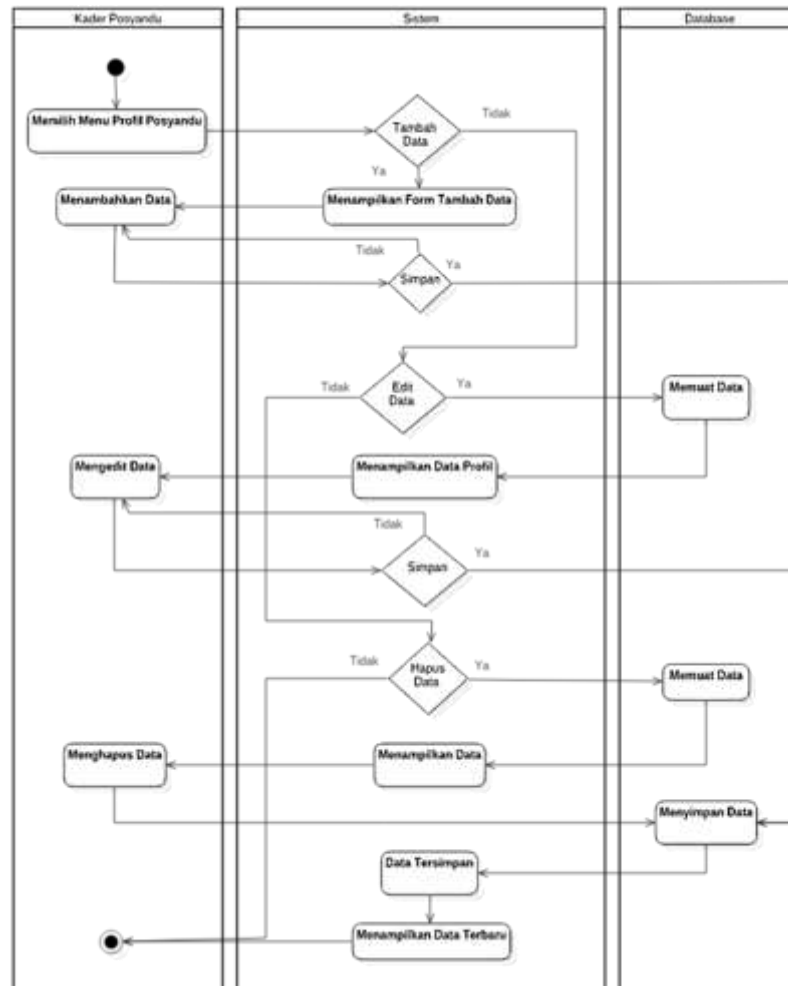 Kader Posyandu
Sistem
Database
Memilih Menu Profil Posyandu
Tambah
Data
Tidak
Ya
Menambahkan Data
Menampilkan Form Tambah Data
Tidak
Ya
Simpan
Tidak
Edit
Data
Ya
Memuat Data
Mengedit Data
Menampilkan Data Profil
Tidak
Simpan
Ya
Tidak
Hapus
Data
Ya
Memuat Data
Menghapus Data
Menampilkan Data
Menyimpan Data
Data Tersimpan
Menampilkan Data Terbaru